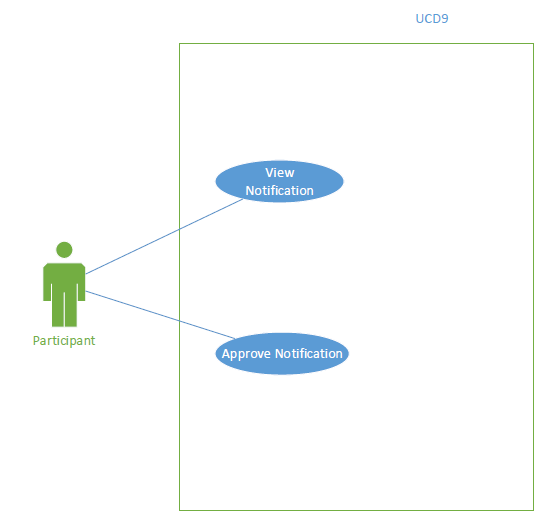 UCD9
View
Notification
Participant
Approve Notification